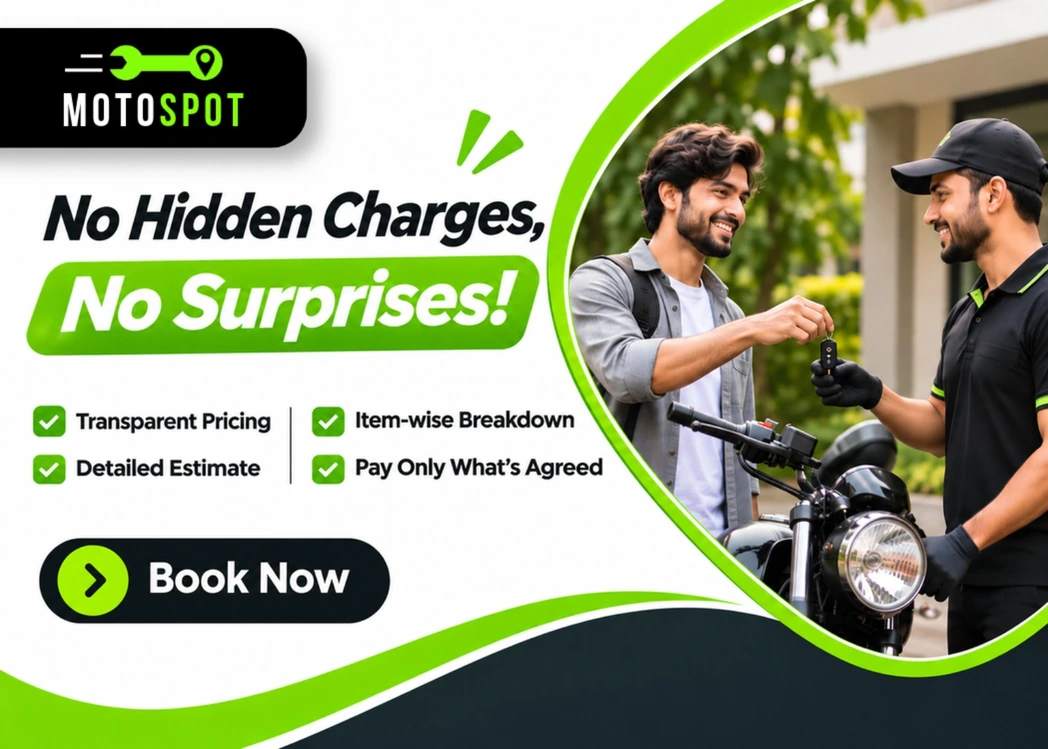 MOTOSPOT
No Hidden Charges,
No Surprises!
Transparent Pricing
Item-wise Breakdown
Detailed Estimate
Pay Only What's Agreed
Book Now